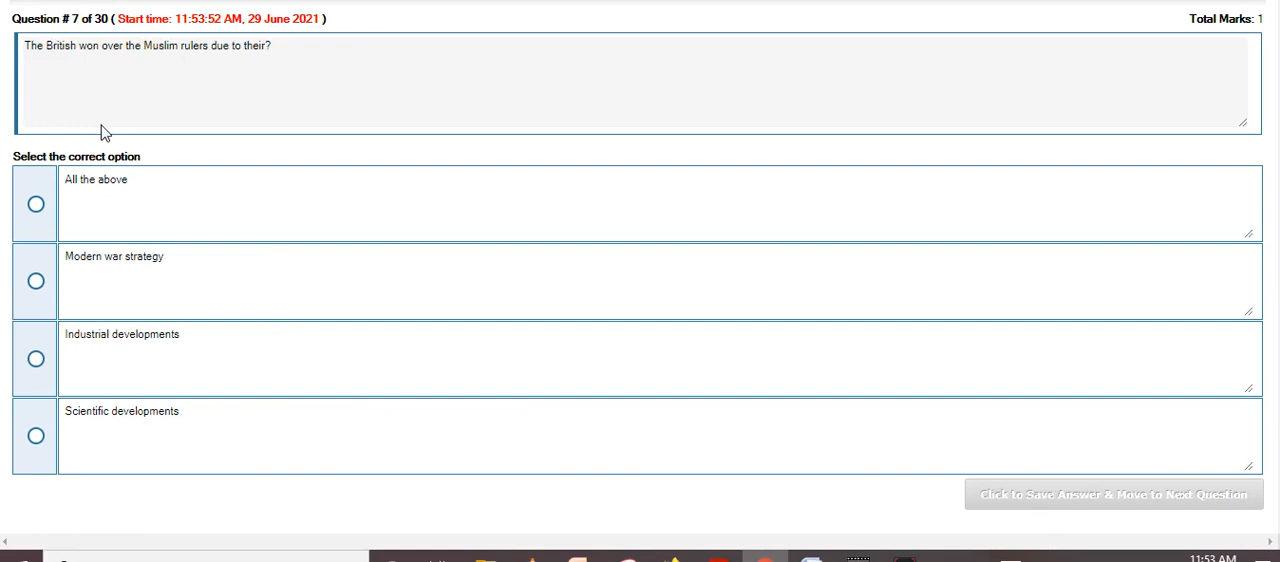 Question # 7 of 30 ( Start time: 11:53:52 AM, 29 June 2021 ) Total Marks: 1
The British won over the Muslim rulers due to their?
Select the correct option
All the above
Modern war strategy
Industrial developments
Scientific developments
Click to Save Answer & Move to Next Question
11:53 AM